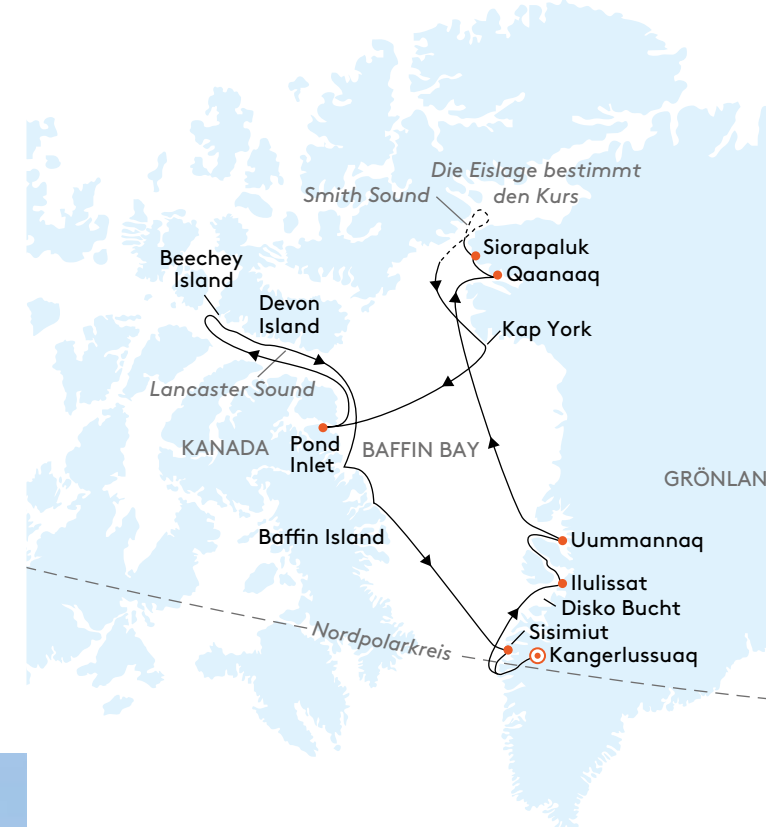 Die Eislage bestimmt
den Kurs
Smith Sound
Siorapaluk
Qaanaaq
Beechey
Island
Devon
Island
Kap York
Lancaster Sound
KANADA
Pond
Inlet
BAFFIN BAY
GRÖNLAN
Baffin Island
Uummannaq
Ilulissat
Disko Bucht
Sisimiut
Nordpolarkreis
Kangerlussuaq